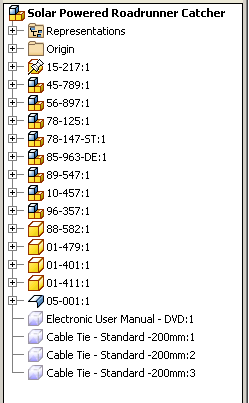 Solar Powered Roadrunner Catcher
Representations
Origin
15-217:1
45-789:1
56-897:1
78-125:1
78-147-ST:1
85-963-DE:1
89-547:1
10-457:1
96-357:1
88-582:1
01-479:1
01-401:1
01-411:1
05-001:1
Electronic User Manual - DVD:1
Cable Tie - Standard -200mm:1
Cable Tie - Standard -200mm:2
Cable Tie - Standard -200mm:3